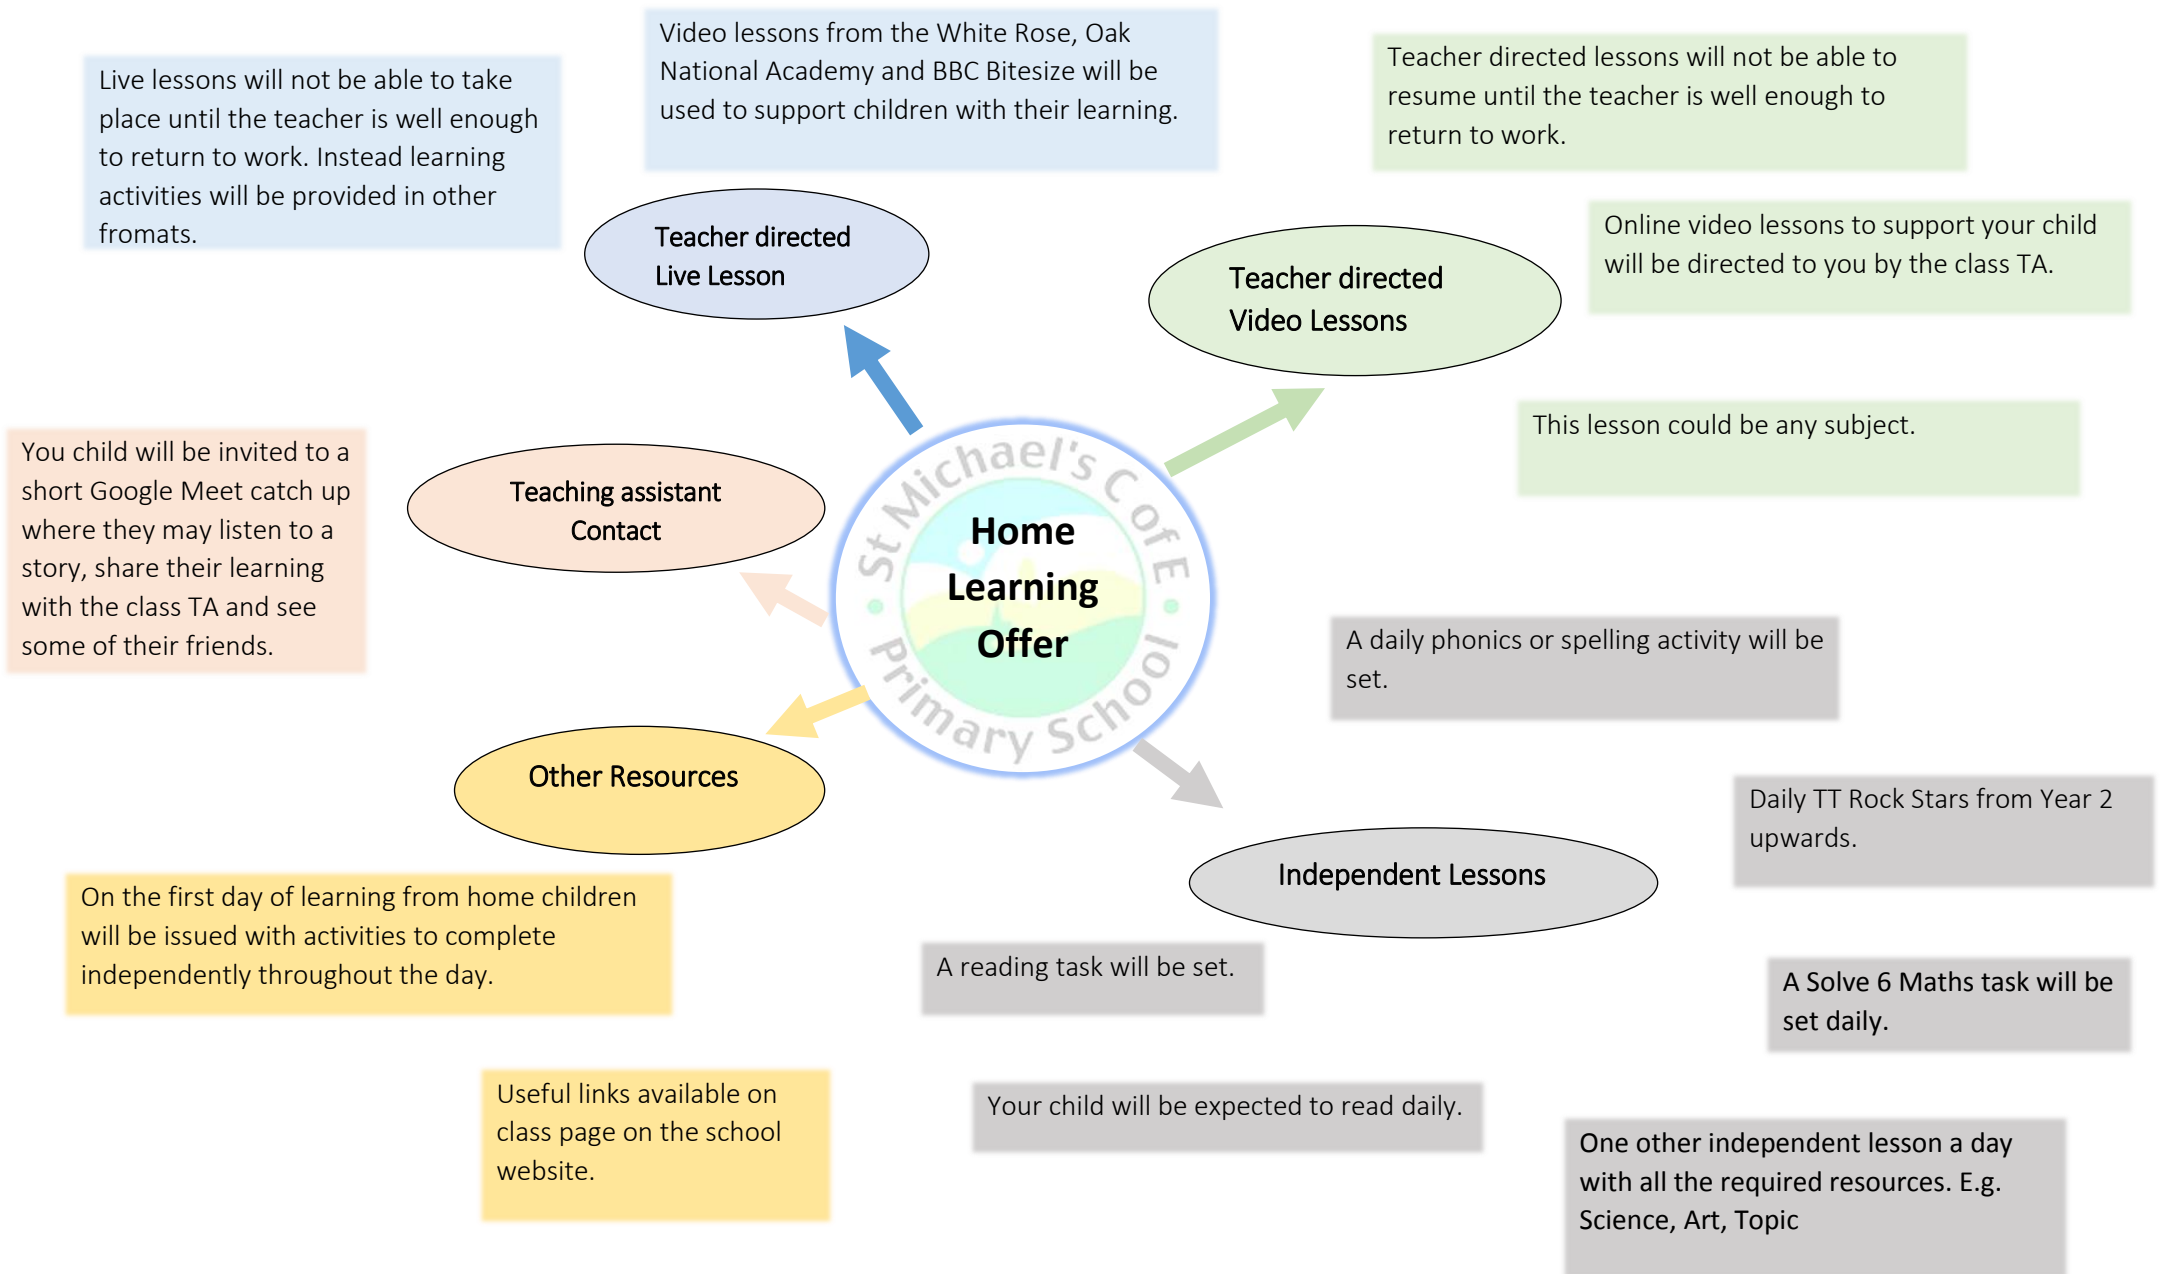 Live lessons will not be able to take
place until the teacher is well enough
to return to work. Instead learning
activities will be provided in other
fromats.
Video lessons from the White Rose, Oak
National Academy and BBC Bitesize will be
used to support children with their learning.
Teacher directed lessons will not be able to
resume until the teacher is well enough to
return to work.
Teacher directed
Live Lesson
Online video lessons to support your child
will be directed to you by the class TA.
Teacher directed
Video Lessons
This lesson could be any subject.
You child will be invited to a
short Google Meet catch up
where they may listen to a
story, share their learning
with the class TA and see
some of their friends.
Teaching assistant
Contact
St Michael's C of E
Primary School
Home
Learning
Offer
A daily phonics or spelling activity will be
set.
Other Resources
Daily TT Rock Stars from Year 2
upwards.
Independent Lessons
On the first day of learning from home children
will be issued with activities to complete
independently throughout the day.
A reading task will be set.
A Solve 6 Maths task will be
set daily.
Useful links available on
class page on the school
website.
Your child will be expected to read daily.
One other independent lesson a day
with all the required resources. E.g.
Science, Art, Topic